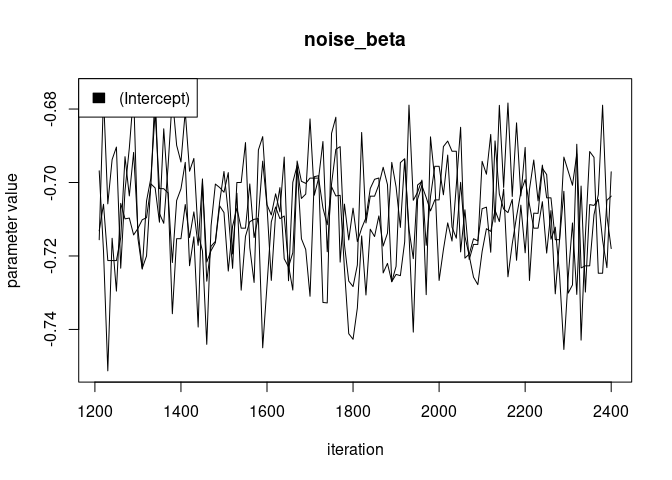 noise_beta
(Intercept)
parameter value
-0.68
-0.70
-0.72
-0.74
1200 1400 1600 1800 2000 2200 2400
iteration